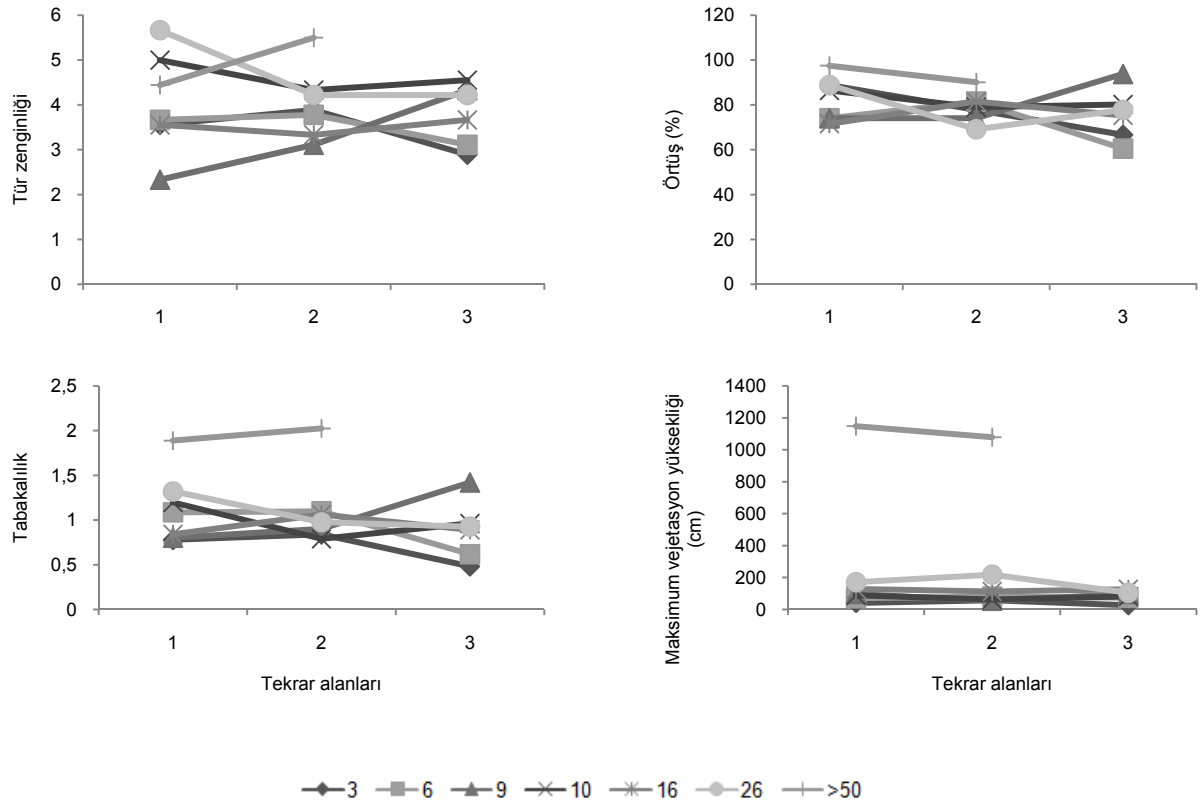 Tür zenginliği
6
5
4
3
2
1
0
1 2 3
Örtüş (%)
120
100
80
60
40
20
0
1 2 3
Tabakalılık
2,5
2
1,5
1
0,5
0
1 2 3
Tekrar alanları
Maksimum vejetasyon yüksekliği
(cm)
1400
1200
1000
800
600
400
200
0
1 2 3
Tekrar alanları
3 6 9 10 16 26 >50